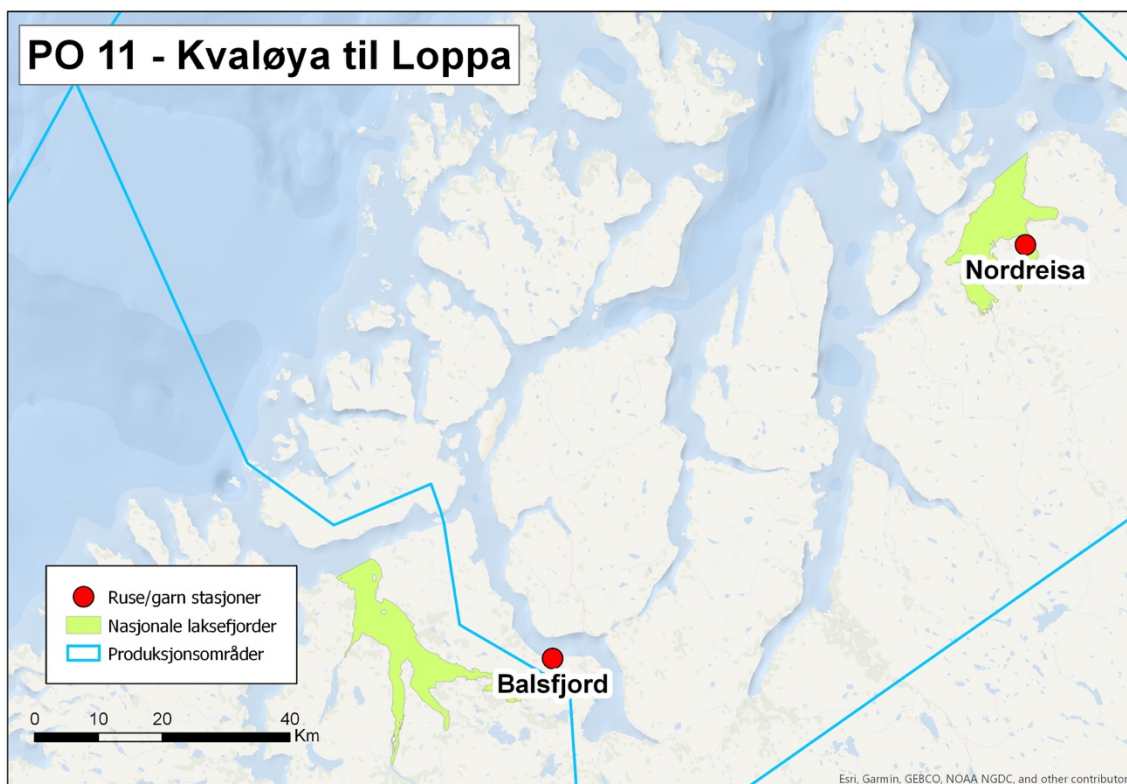 PO 11 - Kvaløya til Loppa
Nordreisa
Balsfjord
Ruse/garn stasjoner
Nasjonale laksefjorder
Produksjonsområder
0 10 20 40
Km
Esri, Garmin, GEBCO, NOAA NGDC, and other contributor